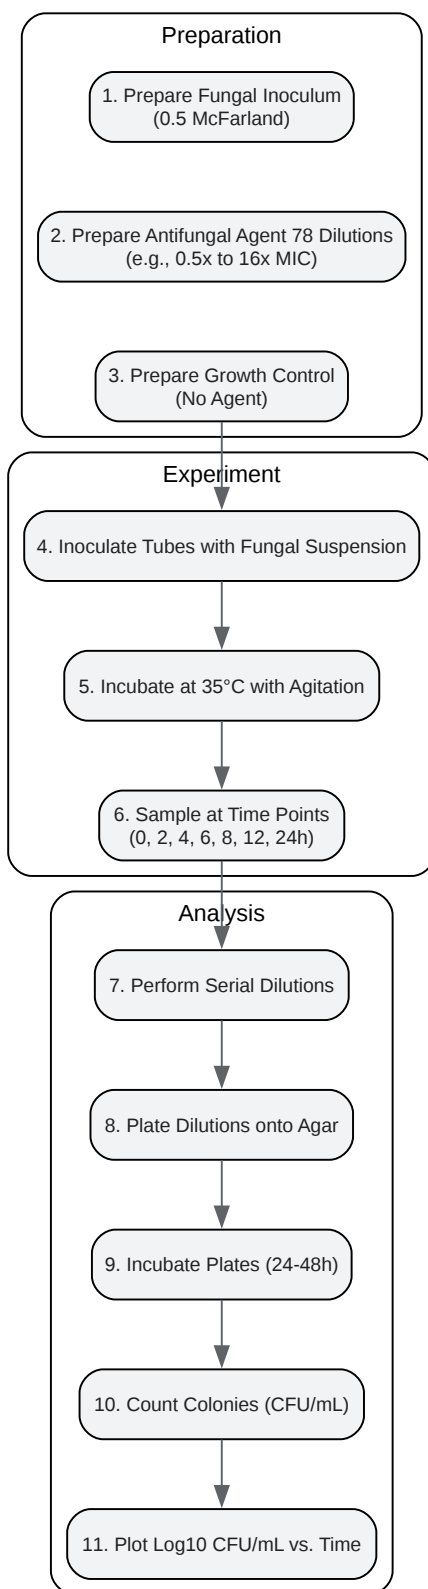 Preparation
1. Prepare Fungal Inoculum
(0.5 McFarland)
2. Prepare Antifungal Agent 78 Dilutions
(e.g., 0.5x to 16x MIC)
3. Prepare Growth Control
(No Agent)
Experiment
4. Inoculate Tubes with Fungal Suspension
5. Incubate at 35°C with Agitation
6. Sample at Time Points
(0, 2, 4, 6, 8, 12, 24h)
Analysis
7. Perform Serial Dilutions
8. Plate Dilutions onto Agar
9. Incubate Plates (24-48h)
10. Count Colonies (CFU/mL)
11. Plot Log10 CFU/mL vs. Time